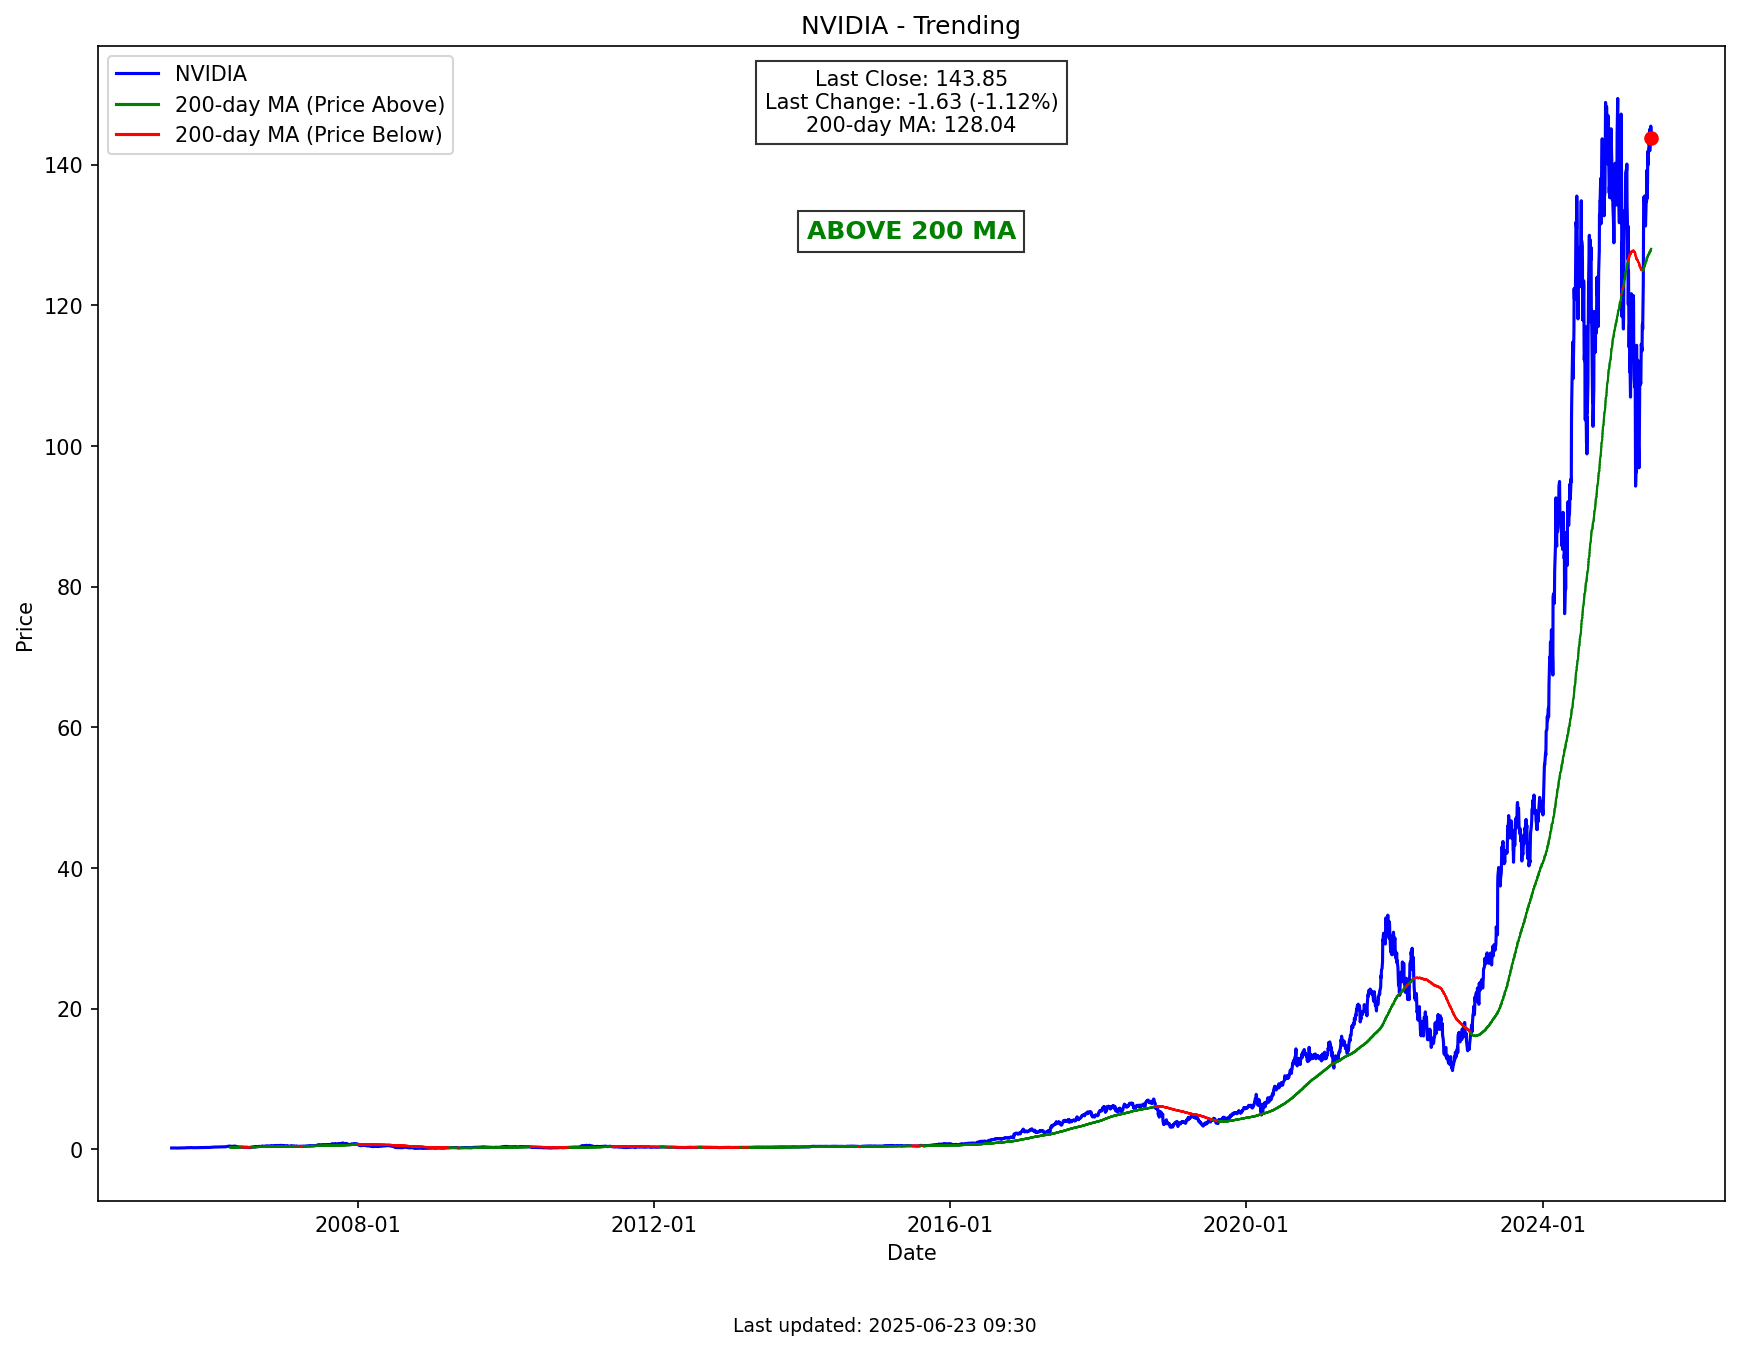 NVIDIA - Trending
NVIDIA
200-day MA (Price Above)
200-day MA (Price Below)
Last Close: 143.85
Last Change: -1.63 (-1.12%)
200-day MA: 128.04
ABOVE 200 MA
Price
140
120
100
80
60
40
20
0
2008-01
2012-01
2016-01
2020-01
2024-01
Date
Last updated: 2025-06-23 09:30